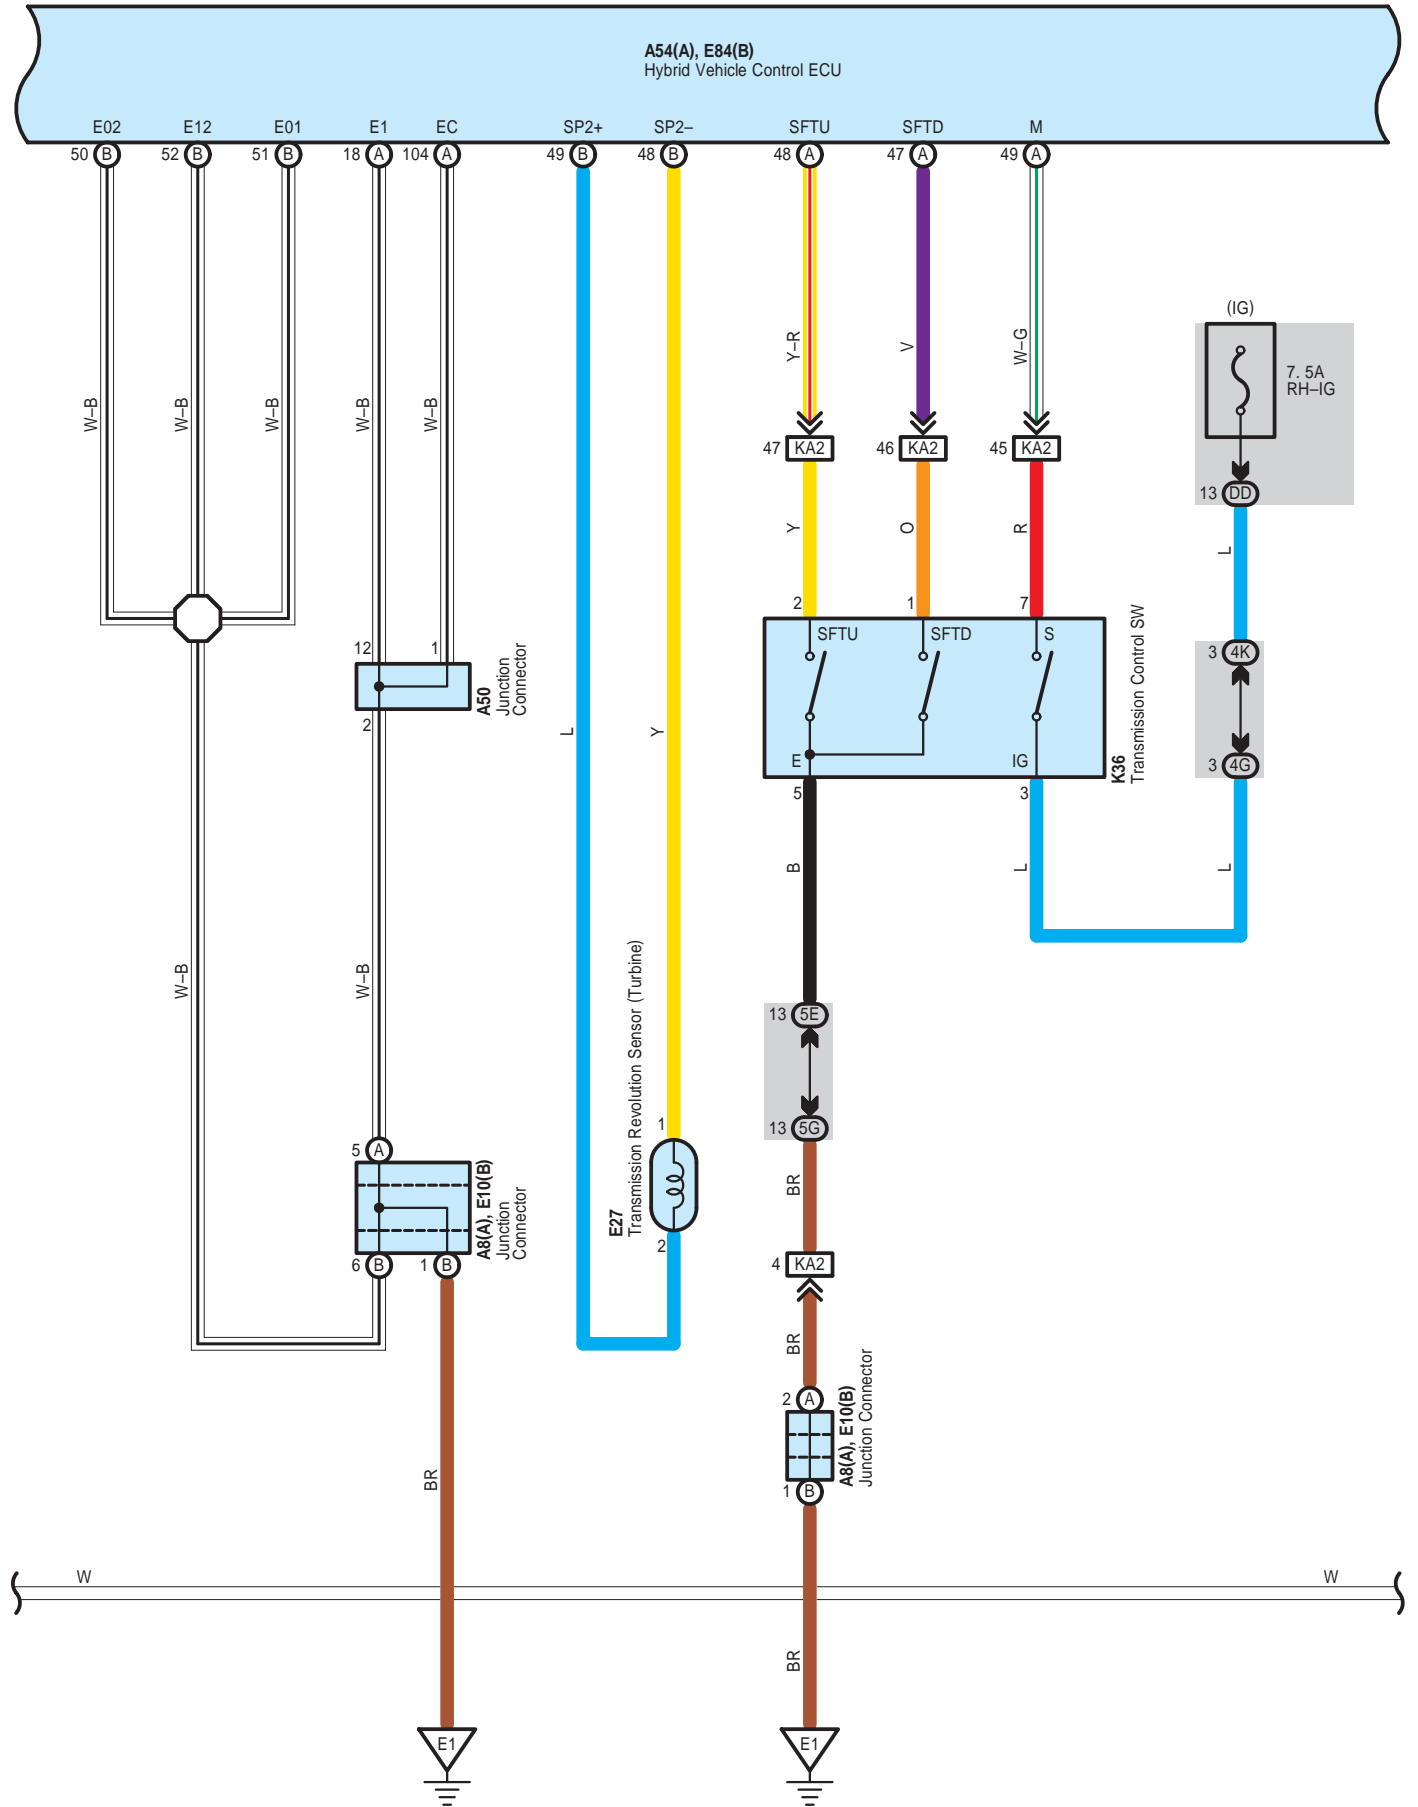 A54(A), E84(B)
Hybrid Vehicle Control ECU
E02 E12 E01 E1 EC SP2+ SP2– SFTU SFTD M
50 B 52 B 51 B 18 A 104 A 49 B 48 B 48 A 47 A 49 A
(IG)
7. 5A
RH–IG
Y–R V W–G
W–B W–B W–B W–B W–B
47 KA2 46 KA2 45 KA2
13 DD
Y O R L
2 1 7
SFTU SFTD S
E IG
K36
Transmission Control SW
3 4K
3 4G
12 1
2
A50
Junction
Connector
L Y
5 3
B L L
W–B W–B
13 5E
13 5G
E27
Transmission Revolution Sensor (Turbine)
1
2
5 A
6 B 1 B
A8(A), E10(B)
Junction
Connector
BR
4 KA2
BR
2 A
1 B
A8(A), E10(B)
Junction Connector
BR
W W
BR
E1 E1